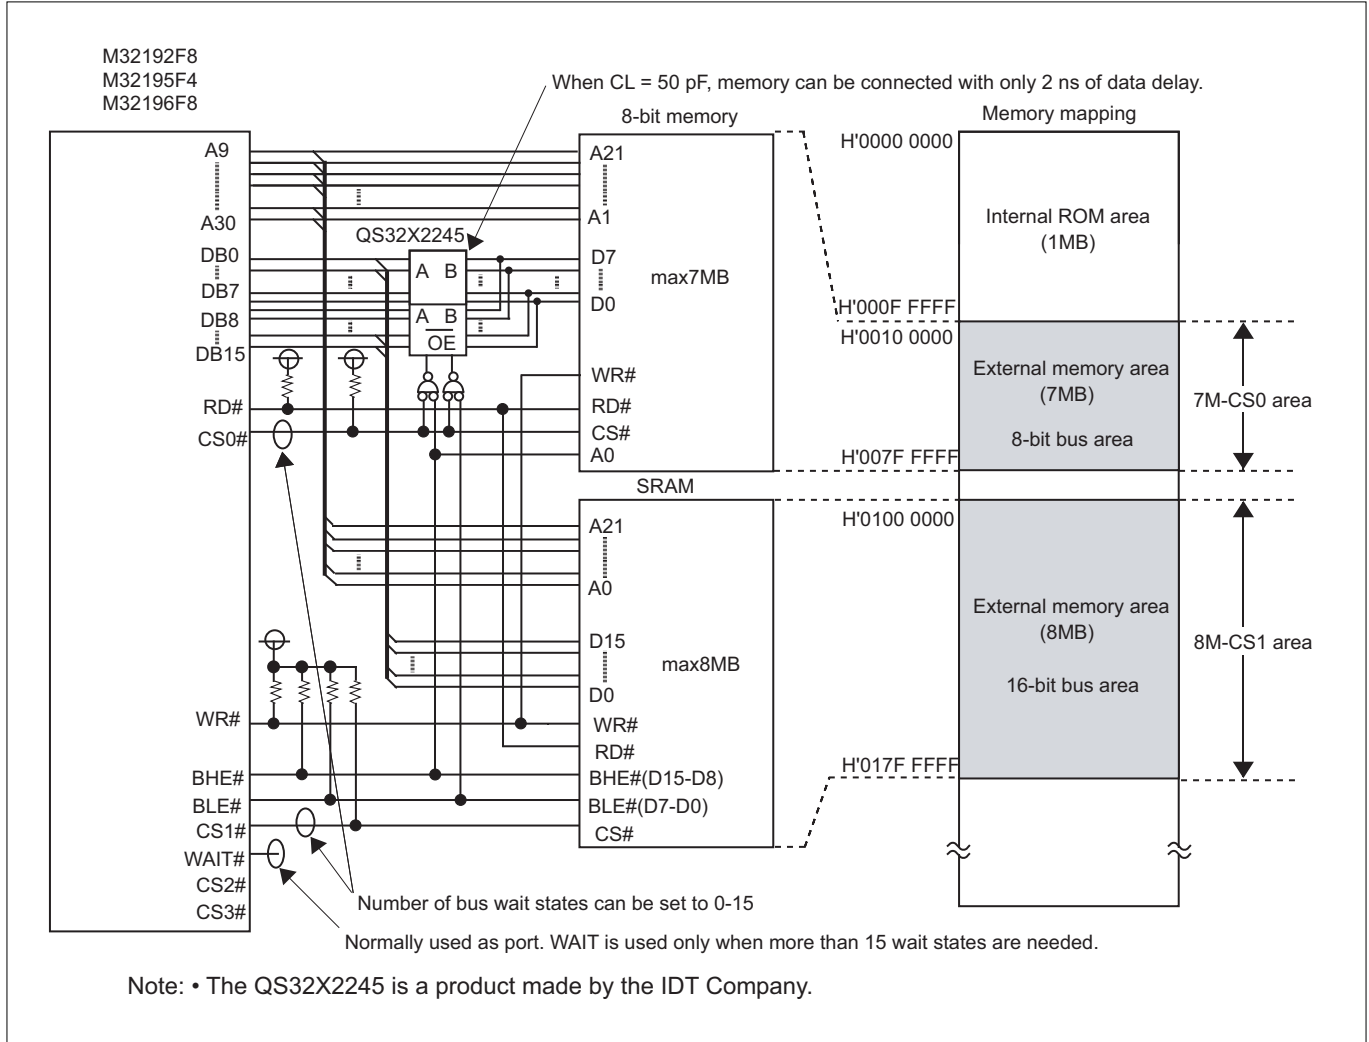 M32192F8
M32195F4
M32196F8
When CL = 50 pF, memory can be connected with only 2 ns of data delay.
8-bit memory
Memory mapping
A9
A30
DB0
DB7
DB8
DB15
RD#
CS0#
WR#
BHE#
BLE#
CS1#
WAIT#
CS2#
CS3#
QS32X2245
A B
A B
OE
A21
A1
D7
D0
max7MB
WR#
RD#
CS#
A0
SRAM
A21
A0
D15
D0
max8MB
WR#
RD#
BHE#(D15-D8)
BLE#(D7-D0)
CS#
H'0000 0000
Internal ROM area
(1MB)
H'000F FFFF
H'0010 0000
External memory area
(7MB)
8-bit bus area
7M-CS0 area
H'007F FFFF
H'0100 0000
External memory area
(8MB)
16-bit bus area
8M-CS1 area
H'017F FFFF
Number of bus wait states can be set to 0-15
Normally used as port. WAIT is used only when more than 15 wait states are needed.
Note: • The QS32X2245 is a product made by the IDT Company.